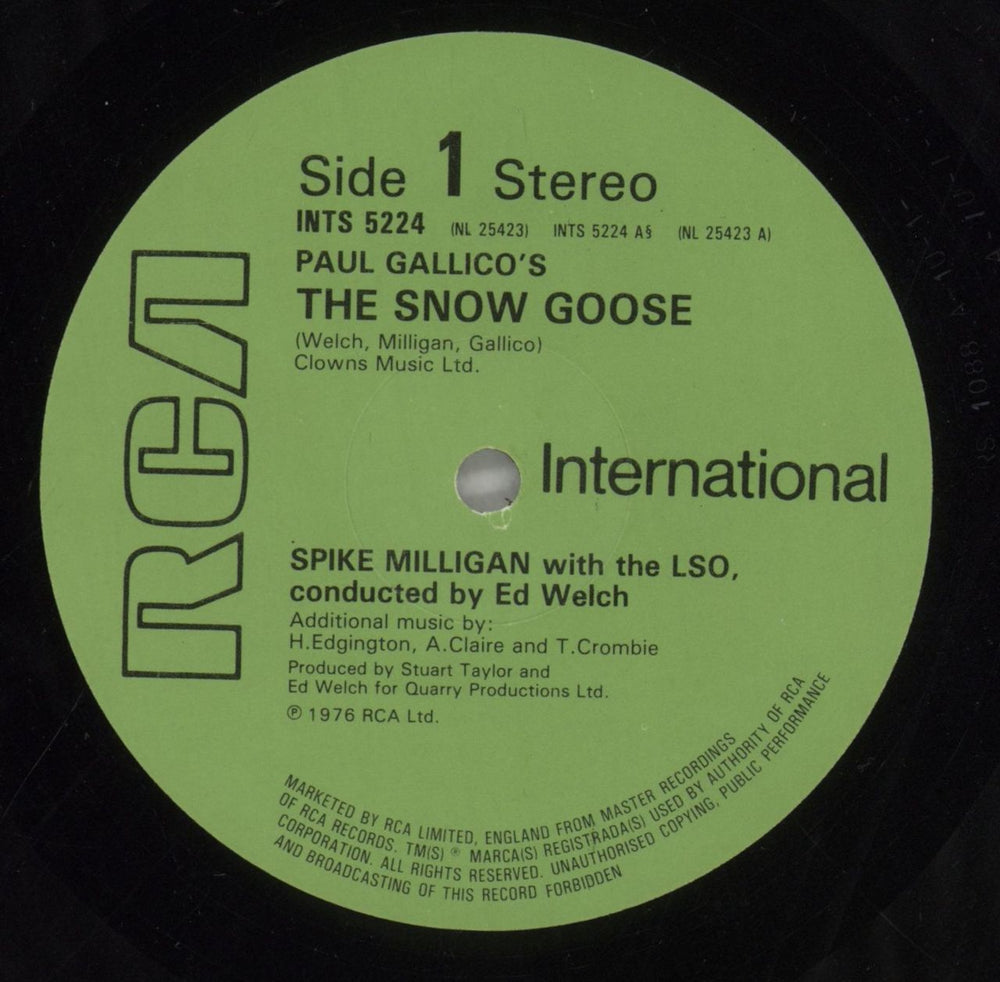 Side 1 Stereo
INTS 5224 (NL 25423) INTS 5224 A§ (NL 25423 A)
PAUL GALLICO'S
THE SNOW GOOSE
(Welch, Milligan, Gallico)
Clowns Music Ltd.
RCA
International
SPIKE MILLIGAN with the LSO,
conducted by Ed Welch
Additional music by:
H.Edgington, A.Claire and T.Crombie
Produced by Stuart Taylor and
Ed Welch for Quarry Productions Ltd.
℗ 1976 RCA Ltd.
MARKETED BY RCA LIMITED, ENGLAND FROM MASTER RECORDINGS
OF RCA RECORDS. TM(S) ® MARCA(S) REGISTRADA(S) USED BY AUTHORITY OF RCA
CORPORATION. ALL RIGHTS RESERVED. UNAUTHORISED COPYING, PUBLIC PERFORMANCE
AND BROADCASTING OF THIS RECORD FORBIDDEN